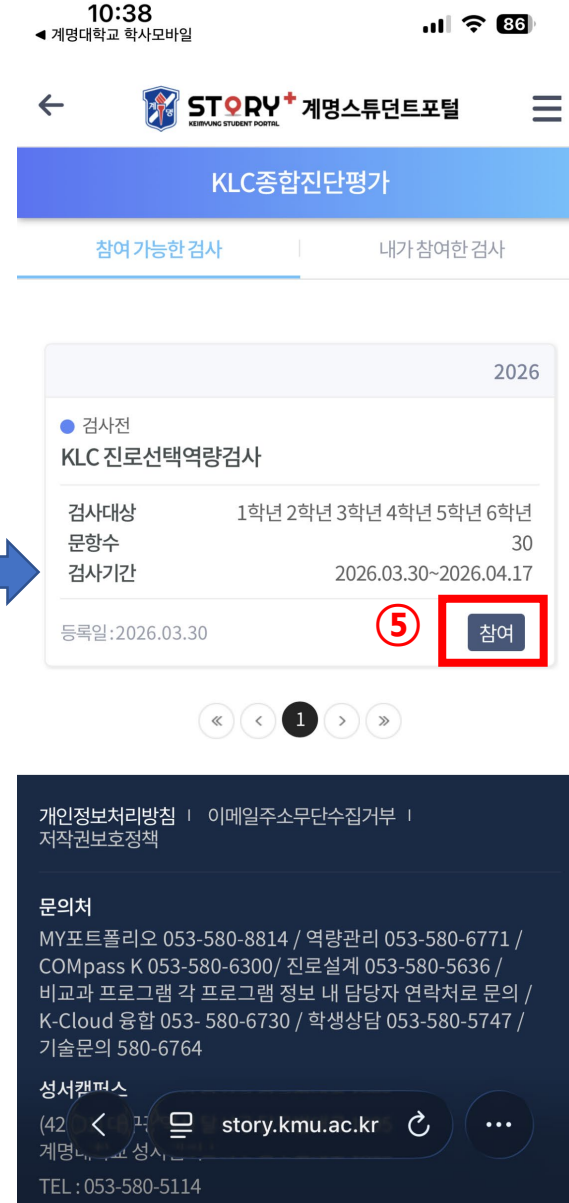 10:38
◀ 계명대학교 학사모바일
86
계명
STORY+ 계명스튜던트포털
KEIMYUNG STUDENT PORTAL
KLC종합진단평가
참여 가능한 검사
내가 참여한 검사
2026
검사전
KLC 진로선택역량검사
검사대상 1학년 2학년 3학년 4학년 5학년 6학년
문항수 30
검사기간 2026.03.30~2026.04.17
등록일:2026.03.30
⑤ 참여
« < 1 > »
개인정보처리방침 | 이메일주소무단수집거부 |
저작권보호정책
문의처
MY포트폴리오 053-580-8814 / 역량관리 053-580-6771 /
COMpass K 053-580-6300/ 진로설계 053-580-5636 /
비교과 프로그램 각 프로그램 정보 내 담당자 연락처로 문의 /
K-Cloud 융합 053- 580-6730 / 학생상담 053-580-5747 /
기술문의 580-6764
성서캠퍼스
(42
story.kmu.ac.kr
TEL : 053-580-5114